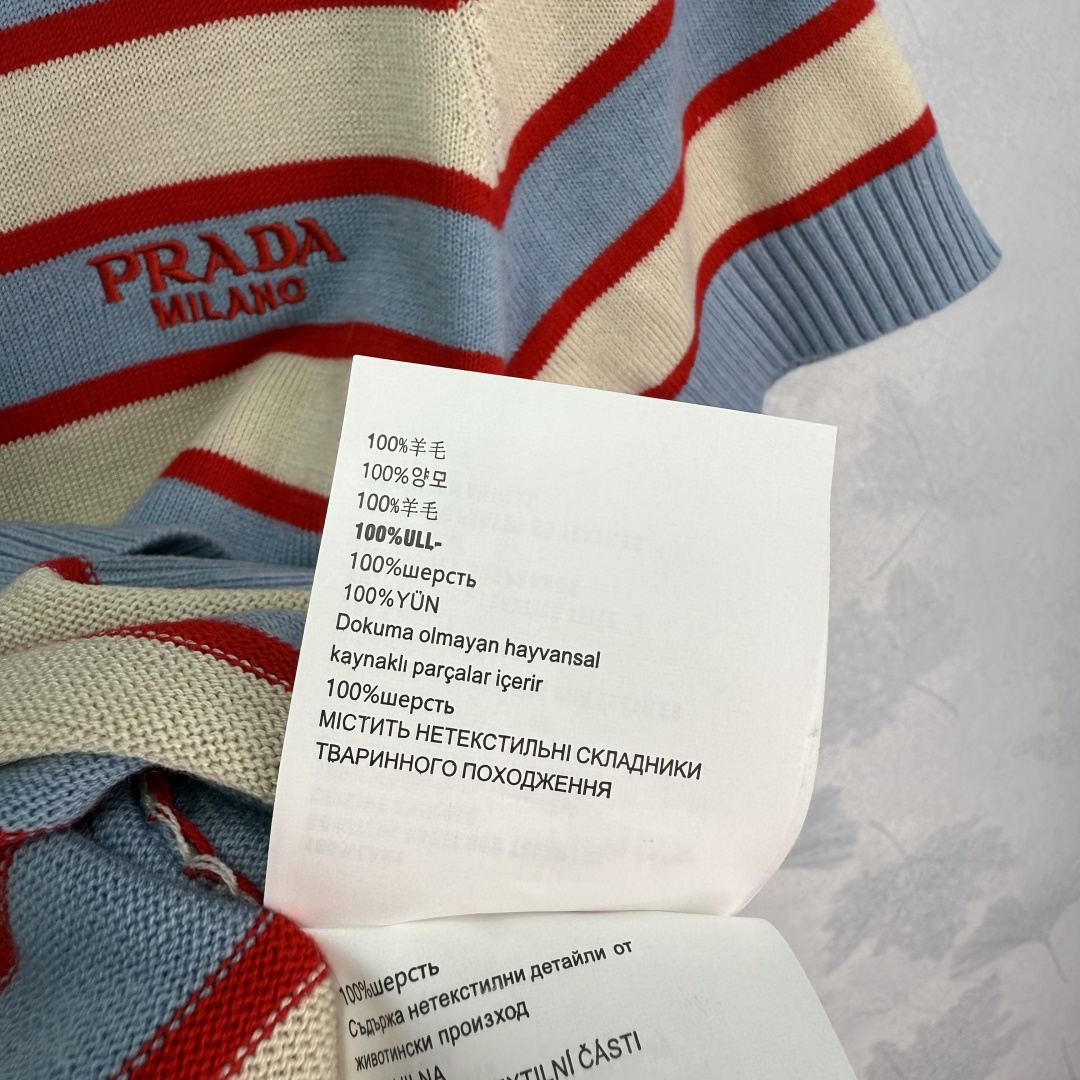 PRADA
MILANO
100%羊毛
100%양모
100%羊毛
100%ULL-
100%шерсть
100%YÜN
Dokuma olmayan hayvansal
kaynaklı parçalar içerir
100%шерсть
МІСТИТЬ НЕТЕКСТИЛЬНІ СКЛАДНИКИ
ТВАРИННОГО ПОХОДЖЕННЯ
100%шерсть
Съдържа нетекстилни детайли от
животински произход
ČÁSTI